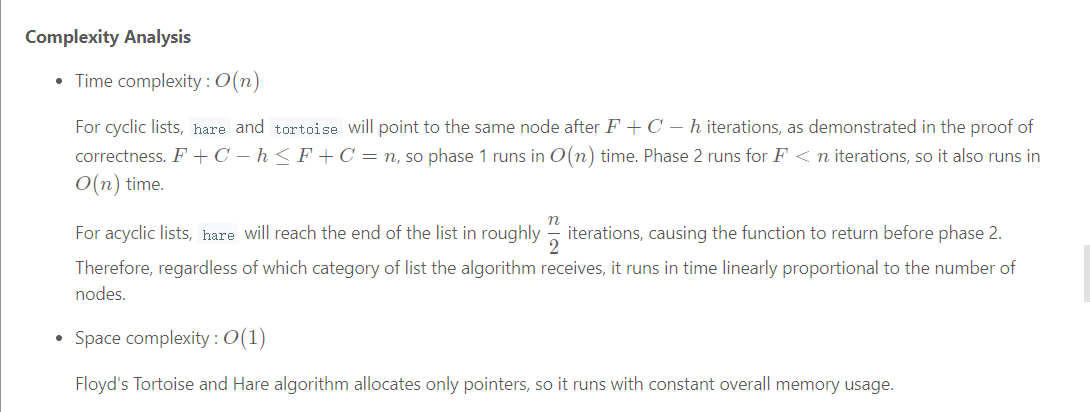 Complexity Analysis
• Time complexity : O(n)
For cyclic lists, hare and tortoise will point to the same node after F + C − h iterations, as demonstrated in the proof of
correctness. F + C − h ≤ F + C = n, so phase 1 runs in O(n) time. Phase 2 runs for F < n iterations, so it also runs in
O(n) time.
For acyclic lists, hare will reach the end of the list in roughly n/2 iterations, causing the function to return before phase 2.
Therefore, regardless of which category of list the algorithm receives, it runs in time linearly proportional to the number of
nodes.
• Space complexity : O(1)
Floyd's Tortoise and Hare algorithm allocates only pointers, so it runs with constant overall memory usage.